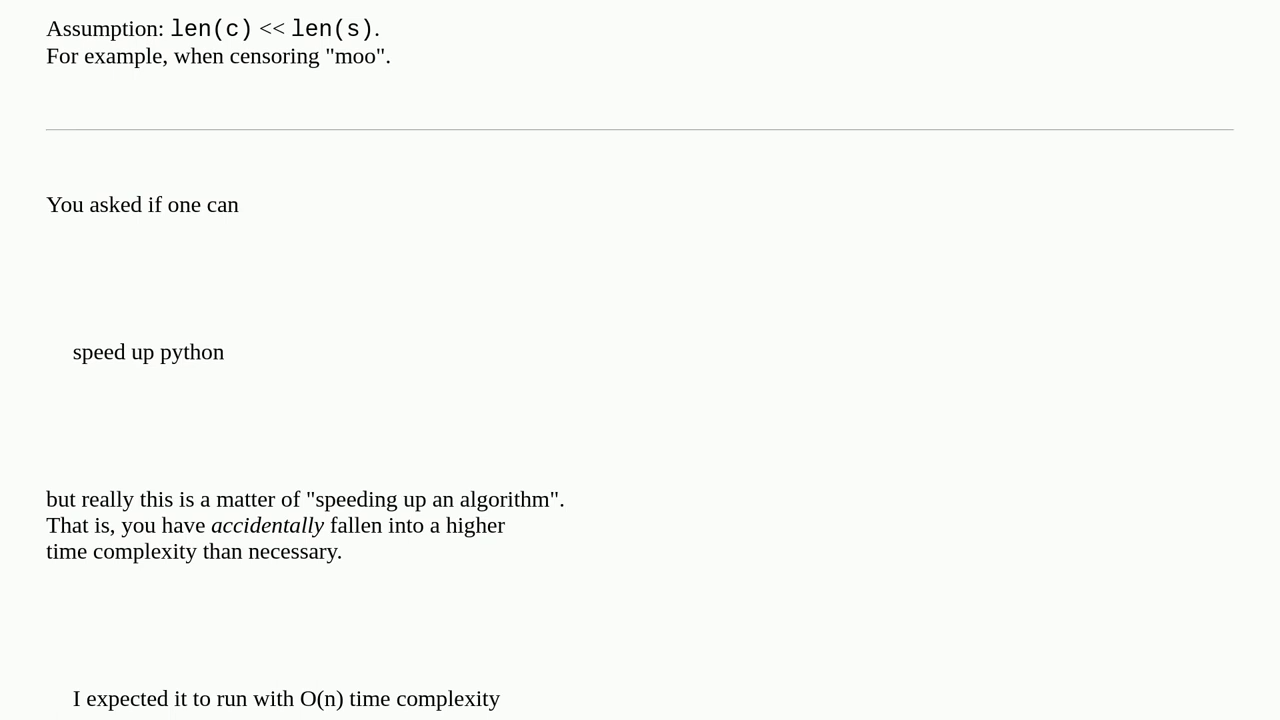 Assumption: len(c) << len(s).
For example, when censoring "moo".
You asked if one can
speed up python
but really this is a matter of "speeding up an algorithm".
That is, you have accidentally fallen into a higher
time complexity than necessary.
I expected it to run with O(n) time complexity